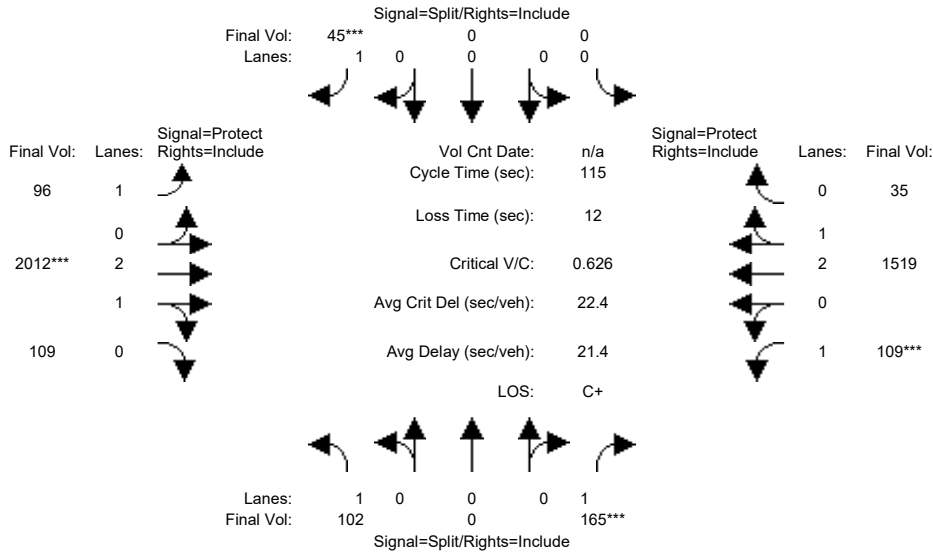 Signal=Split/Rights=Include
Final Vol: 45*** 0 0
Lanes: 1 0 0 0 0
Signal=Protect Signal=Protect
Final Vol: Lanes: Rights=Include Vol Cnt Date: n/a Rights=Include Lanes: Final Vol:
Cycle Time (sec): 115
96 1 0 35
Loss Time (sec): 12
0 1
2012*** 2 Critical V/C: 0.626 2 1519
1 Avg Crit Del (sec/veh): 22.4 0
109 0 Avg Delay (sec/veh): 21.4 1 109***
LOS: C+
Lanes: 1 0 0 0 1
Final Vol: 102 0 165***
Signal=Split/Rights=Include